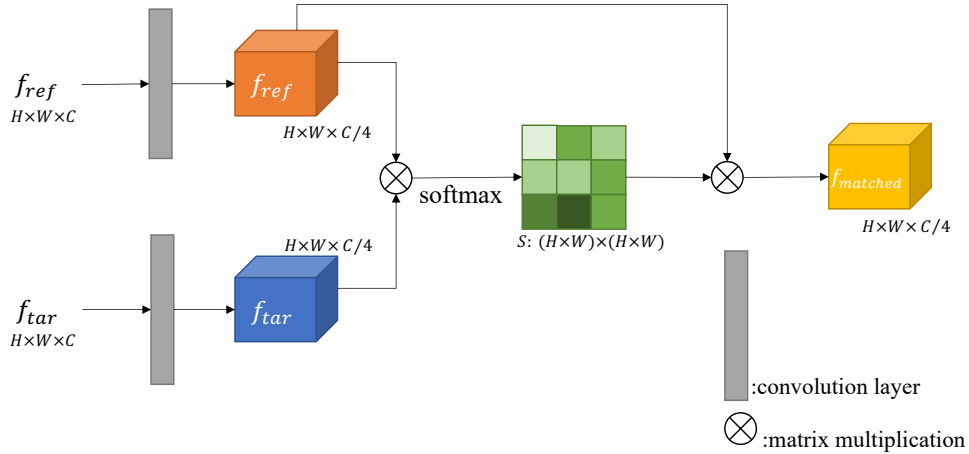 f_ref
H×W×C
f_ref
H×W×C/4
softmax
S: (H×W)×(H×W)
f_matched
H×W×C/4
H×W×C/4
f_tar
H×W×C
f_tar
:convolution layer
:matrix multiplication